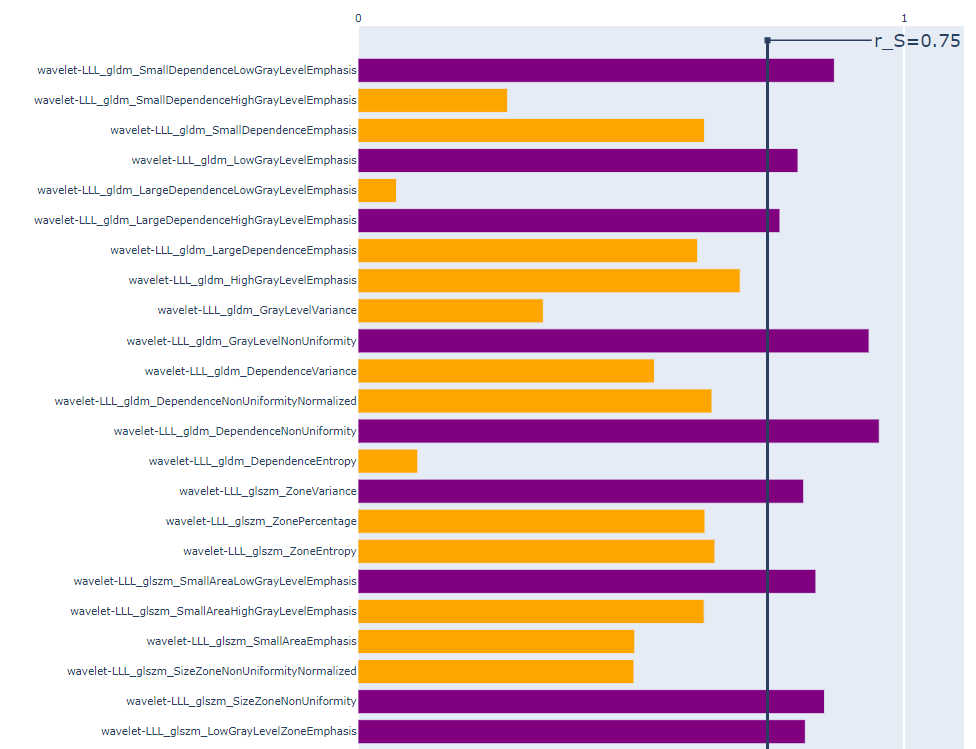 0 1
r_S=0.75
wavelet-LLL_gldm_SmallDependenceLowGrayLevelEmphasis
wavelet-LLL_gldm_SmallDependenceHighGrayLevelEmphasis
wavelet-LLL_gldm_SmallDependenceEmphasis
wavelet-LLL_gldm_LowGrayLevelEmphasis
wavelet-LLL_gldm_LargeDependenceLowGrayLevelEmphasis
wavelet-LLL_gldm_LargeDependenceHighGrayLevelEmphasis
wavelet-LLL_gldm_LargeDependenceEmphasis
wavelet-LLL_gldm_HighGrayLevelEmphasis
wavelet-LLL_gldm_GrayLevelVariance
wavelet-LLL_gldm_GrayLevelNonUniformity
wavelet-LLL_gldm_DependenceVariance
wavelet-LLL_gldm_DependenceNonUniformityNormalized
wavelet-LLL_gldm_DependenceNonUniformity
wavelet-LLL_gldm_DependenceEntropy
wavelet-LLL_glszm_ZoneVariance
wavelet-LLL_glszm_ZonePercentage
wavelet-LLL_glszm_ZoneEntropy
wavelet-LLL_glszm_SmallAreaLowGrayLevelEmphasis
wavelet-LLL_glszm_SmallAreaHighGrayLevelEmphasis
wavelet-LLL_glszm_SmallAreaEmphasis
wavelet-LLL_glszm_SizeZoneNonUniformityNormalized
wavelet-LLL_glszm_SizeZoneNonUniformity
wavelet-LLL_glszm_LowGrayLevelZoneEmphasis